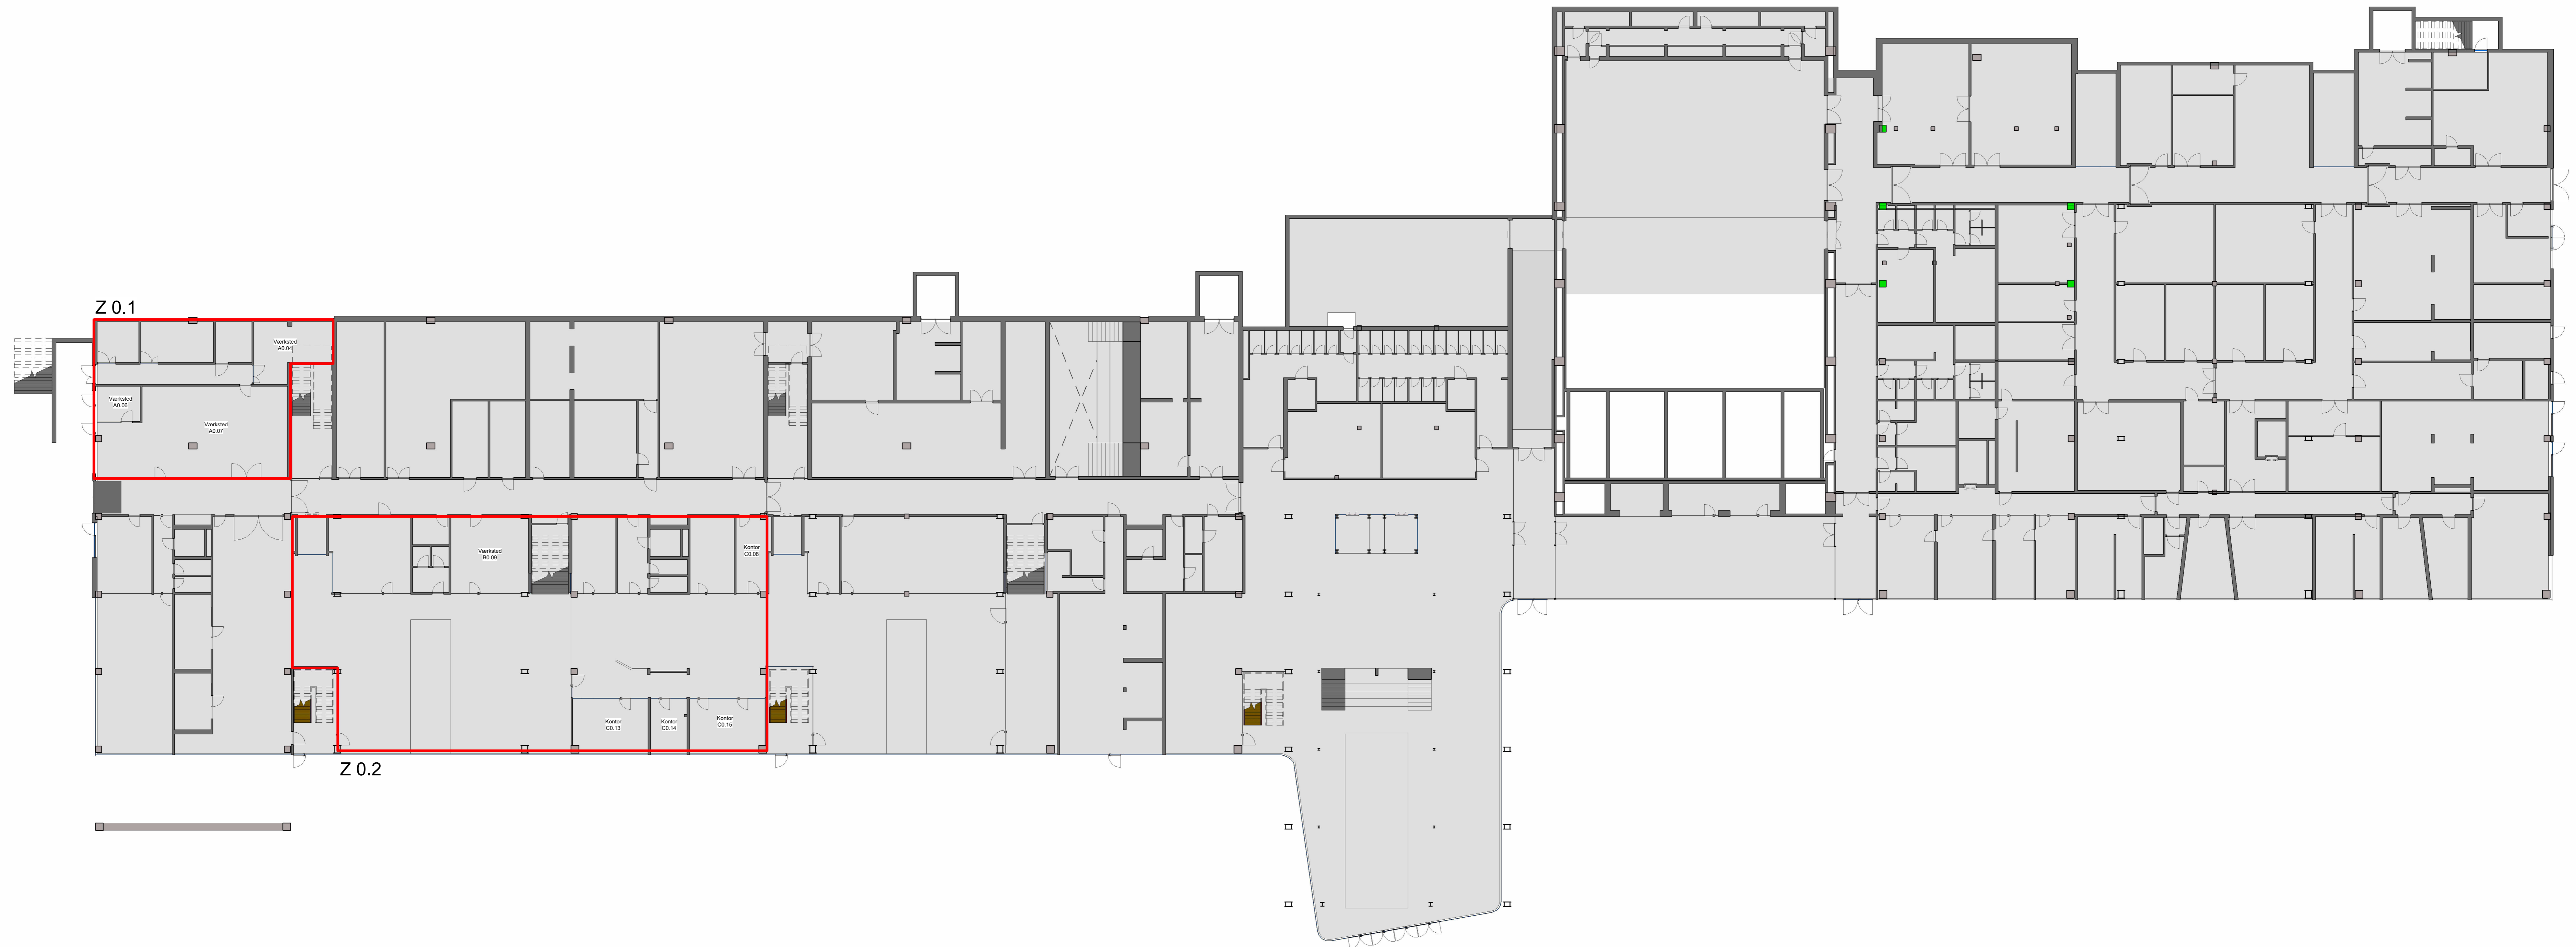 Z 0.1
Værksted
A0.04
Værksted
A0.06
Værksted
A0.07
Værksted
B0.09
Kontor
C0.08
Kontor
C0.13
Kontor
C0.14
Kontor
C0.15
Z 0.2